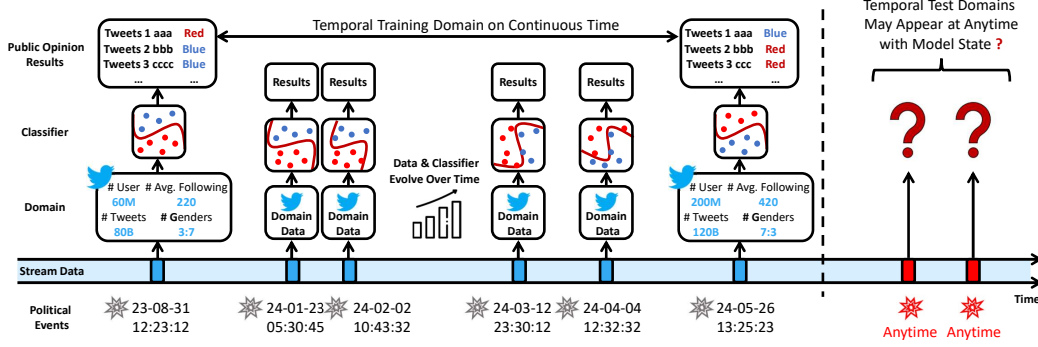 Temporal Training Domain on Continuous Time
Temporal Test Domains
May Appear at Anytime
with Model State ?
Public Opinion
Results
Tweets 1 aaa Red
Tweets 2 bbb Blue
Tweets 3 cccc Blue
... ...
Results
Results
Results
Results
Tweets 1 aaa Blue
Tweets 2 bbb Red
Tweets 3 ccc Red
... ...
Classifier
Data & Classifier
Evolve Over Time
? ?
Domain
# User # Avg. Following
60M 220
# Tweets # Genders
80B 3:7
Domain
Data
Domain
Data
Domain
Data
Domain
Data
# User # Avg. Following
200M 420
# Tweets # Genders
120B 7:3
Stream Data
Time
Political
Events
23-08-31
12:23:12
24-01-23
05:30:45
24-02-02
10:43:32
24-03-12
23:30:12
24-04-04
12:32:32
24-05-26
13:25:23
Anytime
Anytime